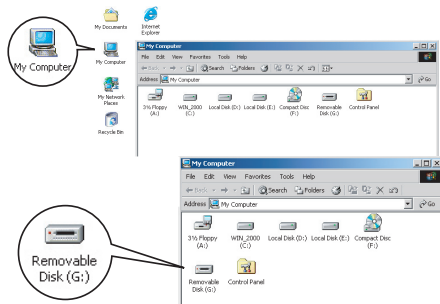 My Documents
Internet
Explorer
My Computer
My Computer
My Network
Places
Recycle Bin
My Computer
File Edit View Favorites Tools Help
Back
Search Folders
Address My Computer
Go
3½ Floppy
(A:)
WIN_2000
(C:)
Local Disk (D:)
Local Disk (E:)
Compact Disc
(F:)
Removable
Disk (G:)
Control Panel
My Computer
File Edit View Favorites Tools Help
Back
Search Folders
Address My Computer
Go
3½ Floppy
(A:)
WIN_2000
(C:)
Local Disk (D:)
Local Disk (E:)
Compact Disc
(F:)
Removable
Disk (G:)
Control Panel
Removable
Disk (G:)